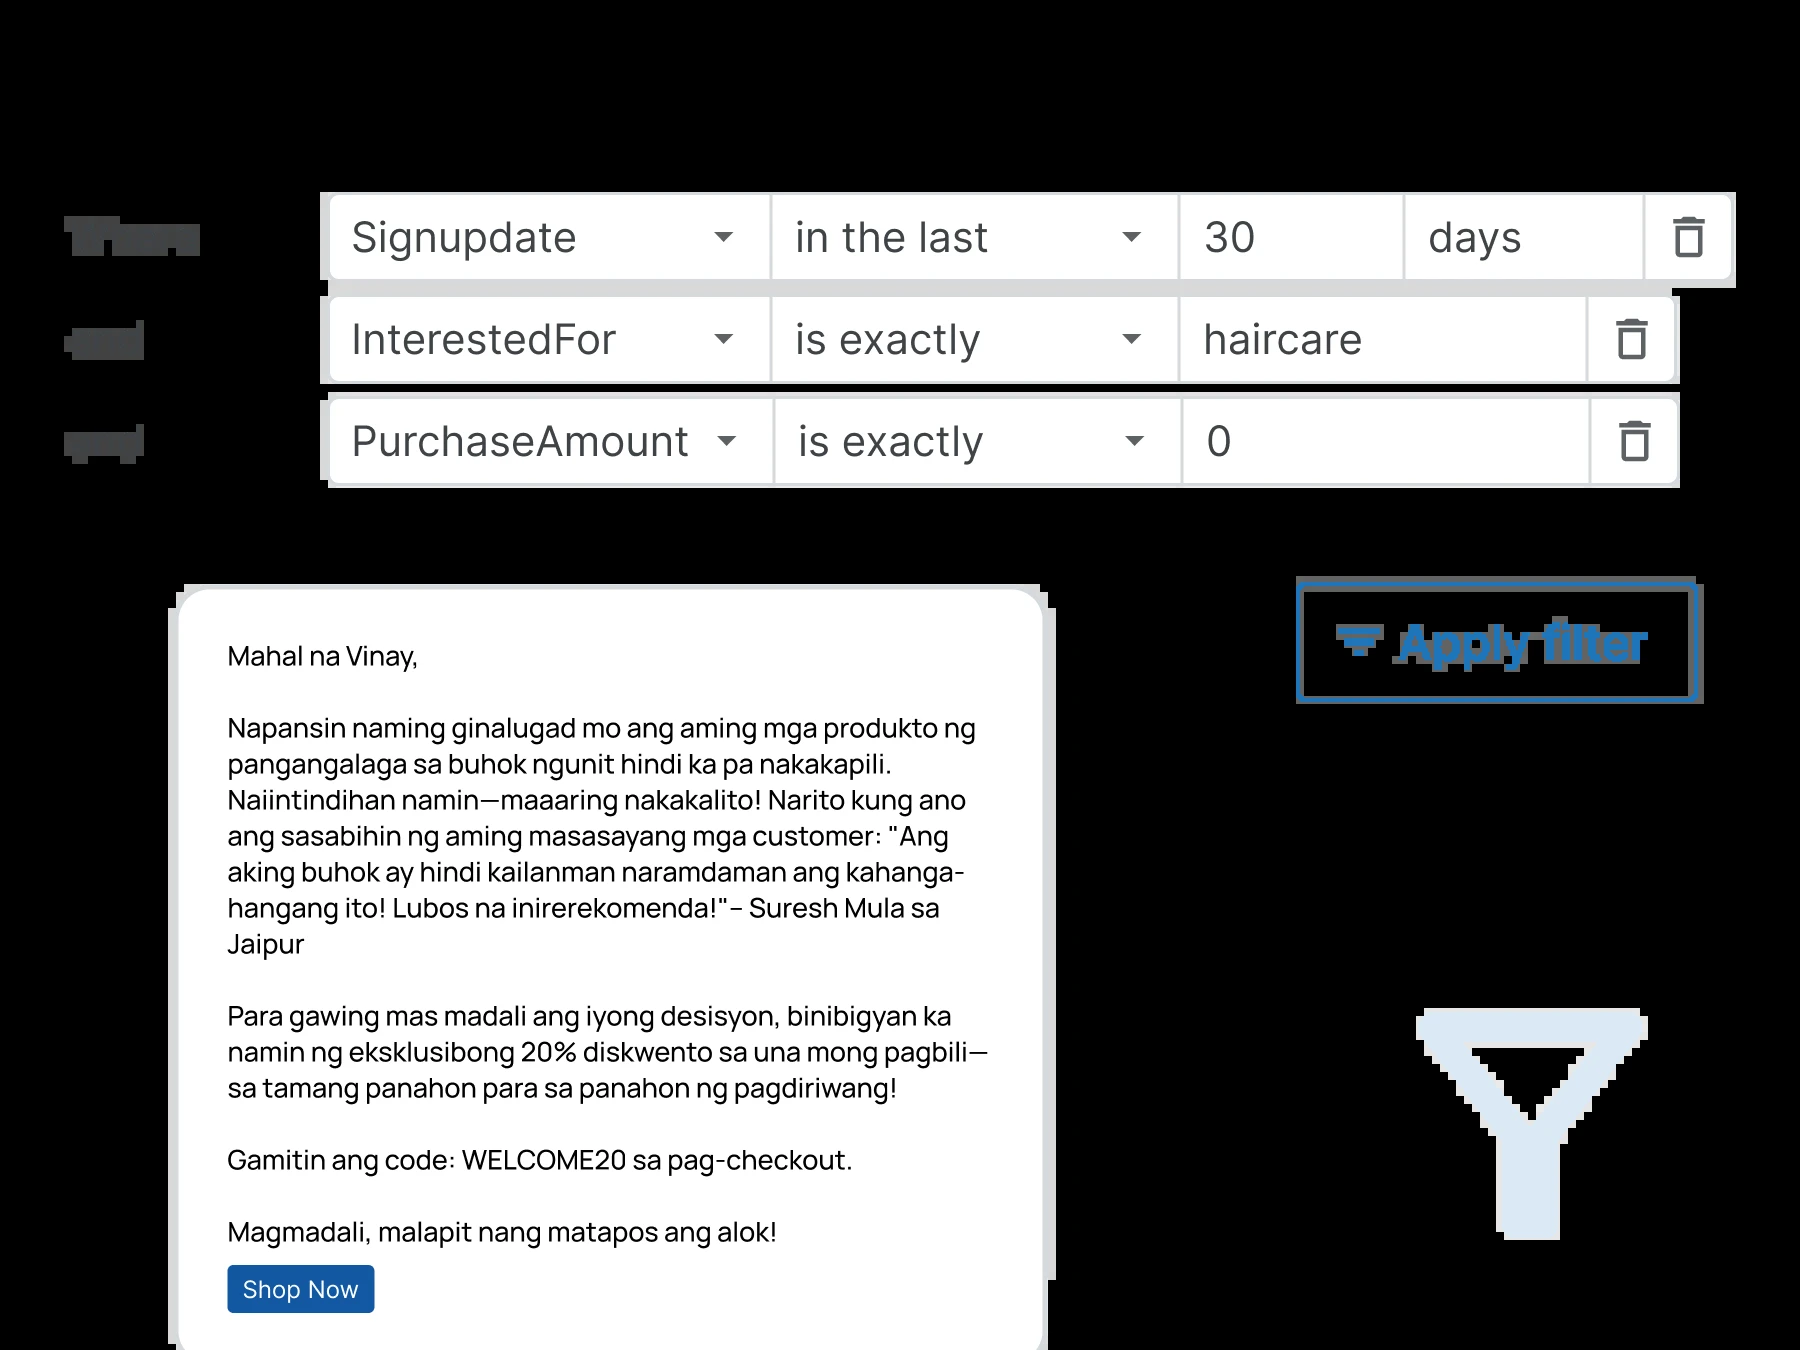 Signupdate in the last 30 days
InterestedFor is exactly haircare
and
PurchaseAmount is exactly 0
Apply filter
Mahal na Vinay,
Napansin naming ginalugad mo ang aming mga produkto ng
pangangalaga sa buhok ngunit hindi ka pa nakakapili.
Naiintindihan namin—maaaring nakakalito! Narito kung ano
ang sasabihin ng aming masasayang mga customer: "Ang
aking buhok ay hindi kailanman naramdaman ang kahanga-
hangang ito! Lubos na inirerekomenda!"– Suresh Mula sa
Jaipur
Para gawing mas madali ang iyong desisyon, binibigyan ka
namin ng eksklusibong 20% diskwento sa una mong pagbili—
sa tamang panahon para sa panahon ng pagdiriwang!
Gamitin ang code: WELCOME20 sa pag-checkout.
Magmadali, malapit nang matapos ang alok!
Shop Now